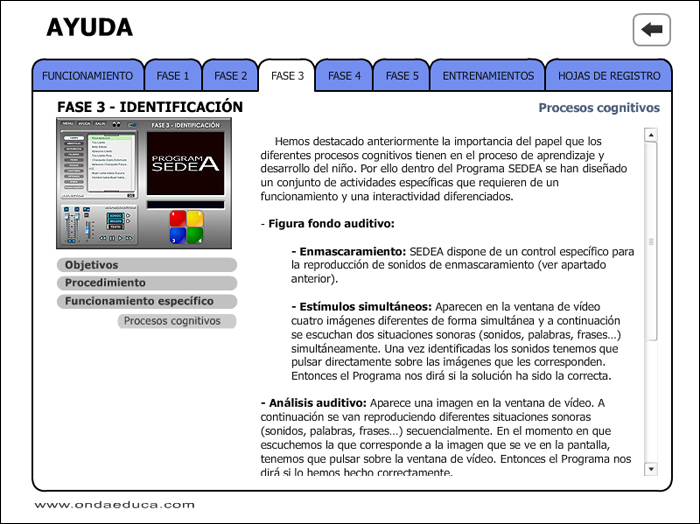 AYUDA
FUNCIONAMIENTO
FASE 1
FASE 2
FASE 3
FASE 4
FASE 5
ENTRENAMIENTOS
HOJAS DE REGISTRO
FASE 3 - IDENTIFICACIÓN
Procesos cognitivos
MENU AYUDA SALIR
FASE 3 - IDENTIFICACIÓN
PROGRAM
SEDEA
Objetivos
Procedimiento
Funcionamiento específico
Procesos cognitivos
Hemos destacado anteriormente la importancia del papel que los
diferentes procesos cognitivos tienen en el proceso de aprendizaje y
desarrollo del niño. Por ello dentro del Programa SEDEA se han diseñado
un conjunto de actividades específicas que requieren de un
funcionamiento y una interactividad diferenciados.
- Figura fondo auditivo:
- Enmascaramiento: SEDEA dispone de un control específico para
la reproducción de sonidos de enmascaramiento (ver apartado
anterior).
- Estímulos simultáneos: Aparecen en la ventana de vídeo
cuatro imágenes diferentes de forma simultánea y a continuación
se escuchan dos situaciones sonoras (sonidos, palabras, frases...)
simultáneamente. Una vez identificadas los sonidos tenemos que
pulsar directamente sobre las imágenes que les corresponden.
Entonces el Programa nos dirá si la solución ha sido la correcta.
- Análisis auditivo: Aparece una imagen en la ventana de vídeo. A
continuación se van reproduciendo diferentes situaciones sonoras
(sonidos, palabras, frases...) secuencialmente. En el momento en que
escuchemos la que corresponde a la imagen que se ve en la pantalla,
tenemos que pulsar sobre la ventana de vídeo. Entonces el Programa nos
dirá si lo hemos hecho correctamente.
www.ondaeduca.com